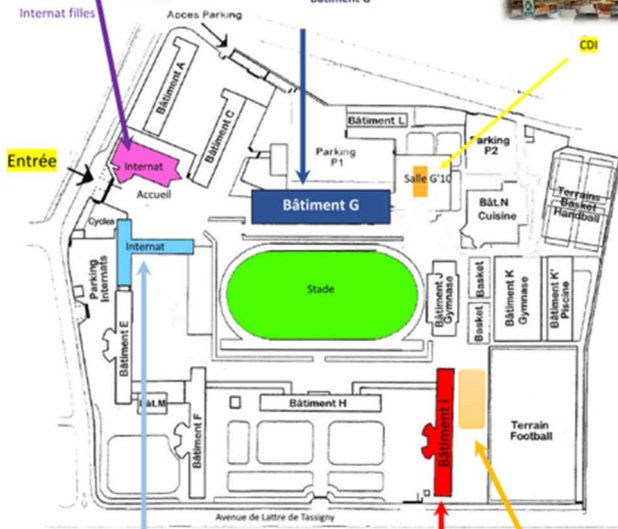 Internat filles
Acces Parking
Bâtiment G
CDI
Bâtiment A
Bâtiment C
Bâtiment L
Parking
P1
Parking
P2
Entrée
Internat
Accueil
Salle G'10
Terrains
Basket
Handball
Bâtiment G
Bât.N
Cuisine
Cycles
Internat
Parking
Internats
Stade
Bâtiment J
Gymnase
Basket
Basket
Bâtiment K
Gymnase
Bâtiment K'
Piscine
Bâtiment E
Bât.M
Bâtiment F
Bâtiment H
Bâtiment I
Terrain
Football
Avenue de Lattre de Tassigny